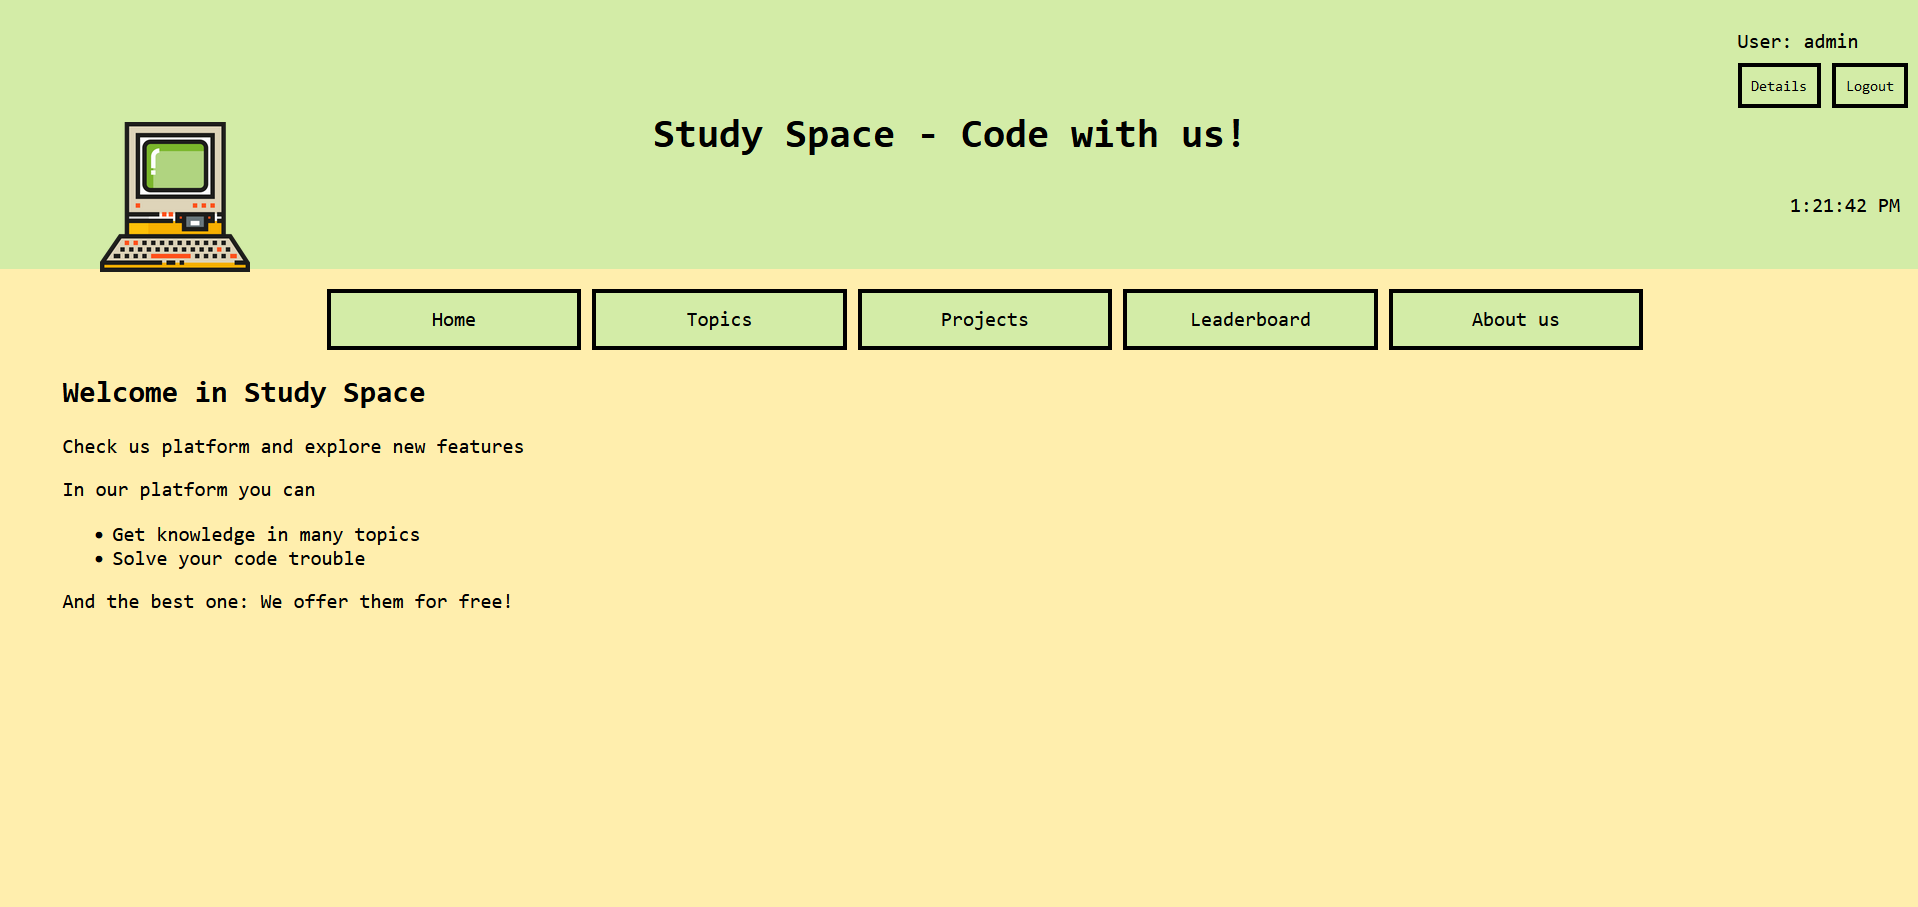 User: admin
Details
Logout
Study Space - Code with us!
1:21:42 PM
Home
Topics
Projects
Leaderboard
About us
Welcome in Study Space
Check us platform and explore new features
In our platform you can
Get knowledge in many topics
Solve your code trouble
And the best one: We offer them for free!